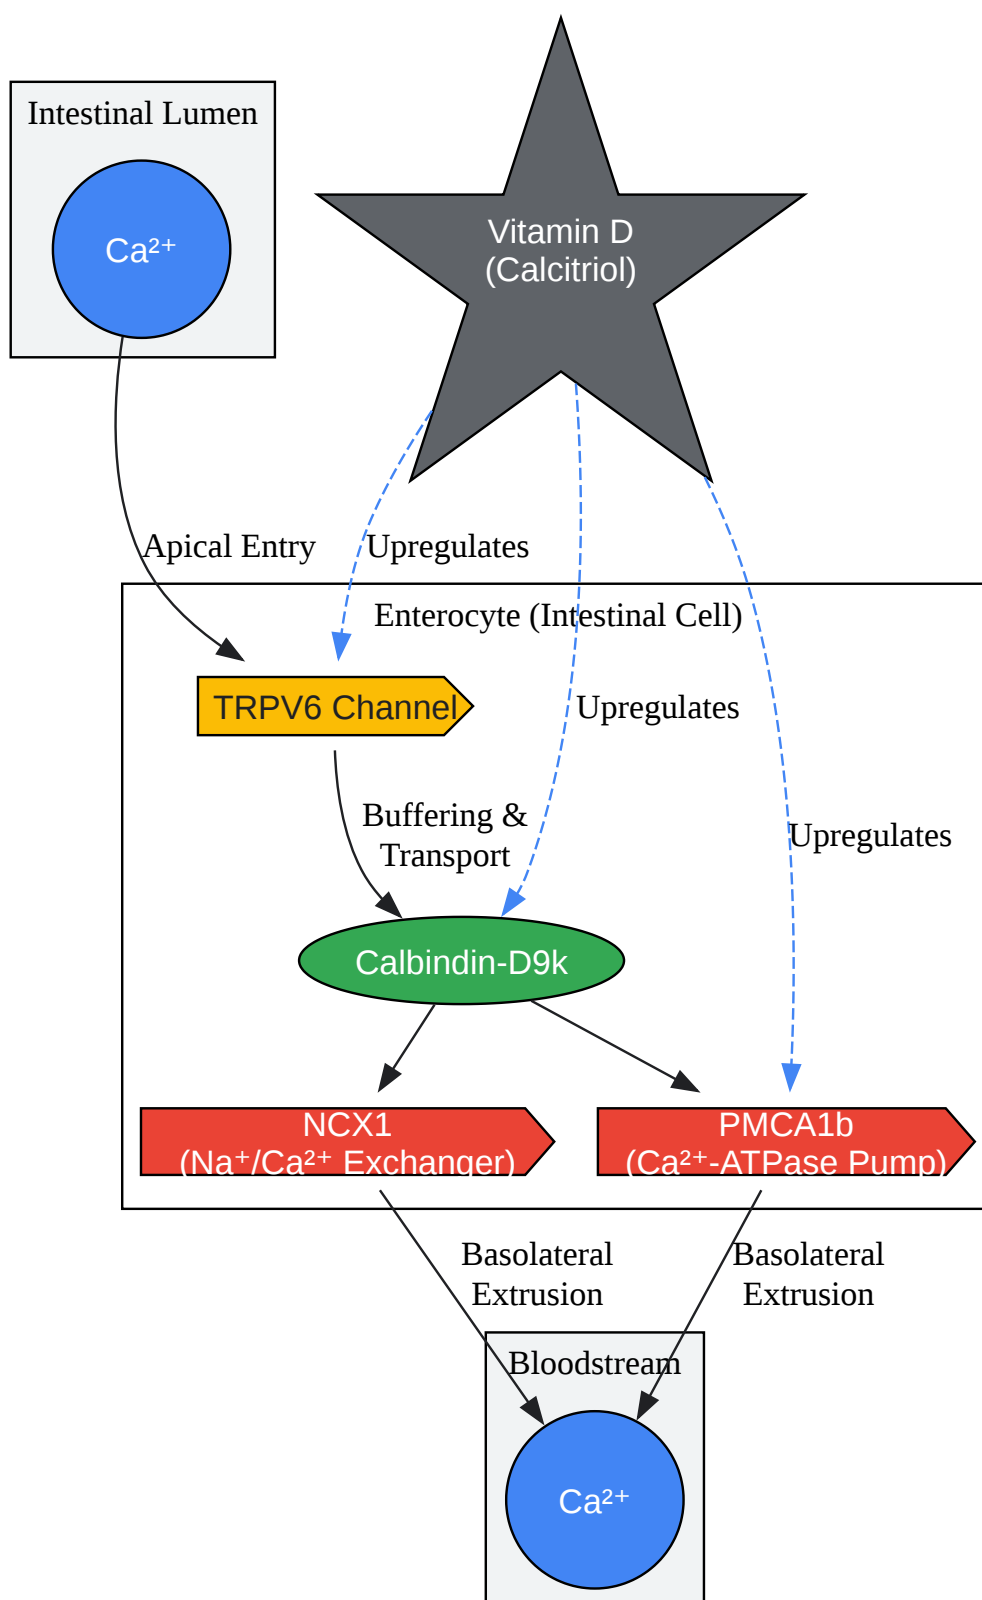 Intestinal Lumen
Ca²⁺
Vitamin D
(Calcitriol)
Apical Entry
Upregulates
Enterocyte (Intestinal Cell)
TRPV6 Channel
Upregulates
Buffering &
Transport
Upregulates
Calbindin-D9k
NCX1
(Na⁺/Ca²⁺ Exchanger)
PMCA1b
(Ca²⁺-ATPase Pump)
Basolateral
Extrusion
Basolateral
Extrusion
Bloodstream
Ca²⁺